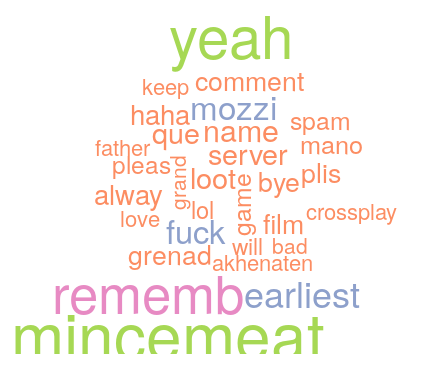 yeah
keep comment
haha mozzi spam
que name mano
father server
pleas grand loot bye plis
alway lol game crossplay
love fuck film
grenad will bad
akhenaten
rememb earliest
mincemeat